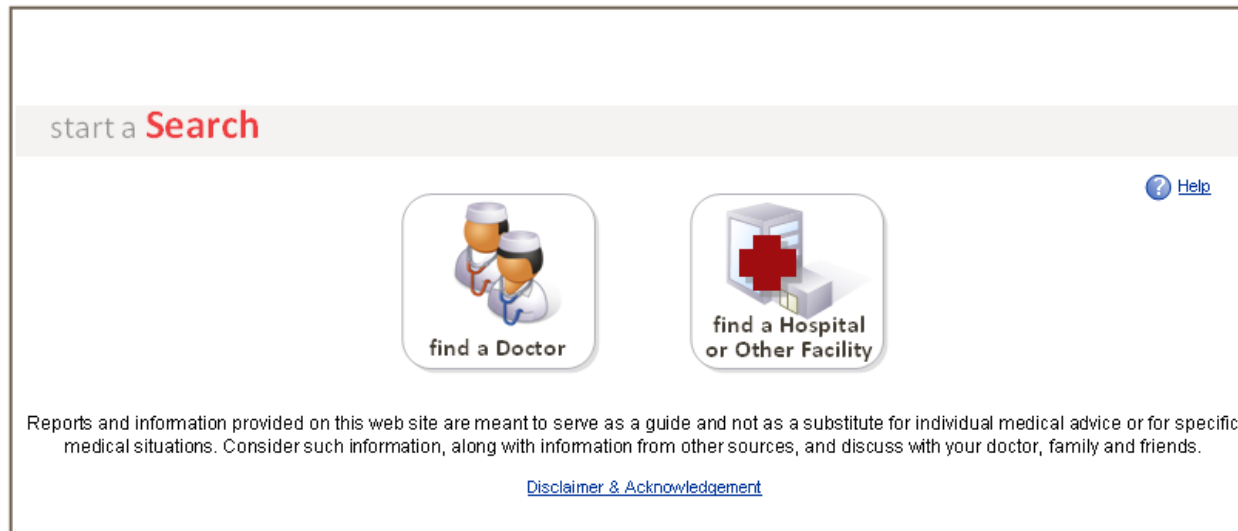 start a Search
Help
find a Doctor
find a Hospital
or Other Facility
Reports and information provided on this web site are meant to serve as a guide and not as a substitute for individual medical advice or for specific
medical situations. Consider such information, along with information from other sources, and discuss with your doctor, family and friends.
Disclaimer & Acknowledgement